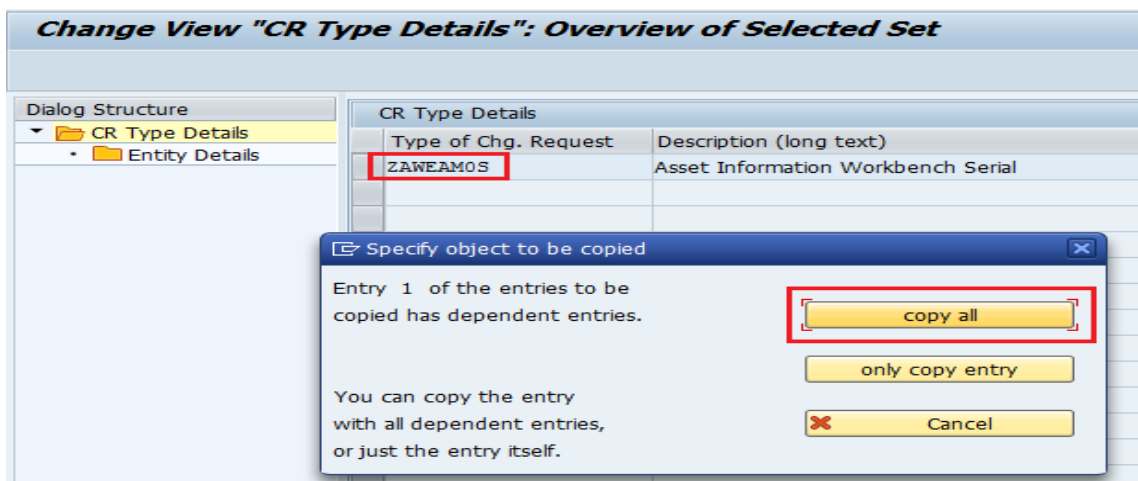 Change View "CR Type Details": Overview of Selected Set
Dialog Structure
CR Type Details
Entity Details
CR Type Details
Type of Chg. Request Description (long text)
ZAWEAM0S Asset Information Workbench Serial
Specify object to be copied
Entry 1 of the entries to be
copied has dependent entries.
copy all
only copy entry
You can copy the entry
with all dependent entries,
or just the entry itself.
Cancel